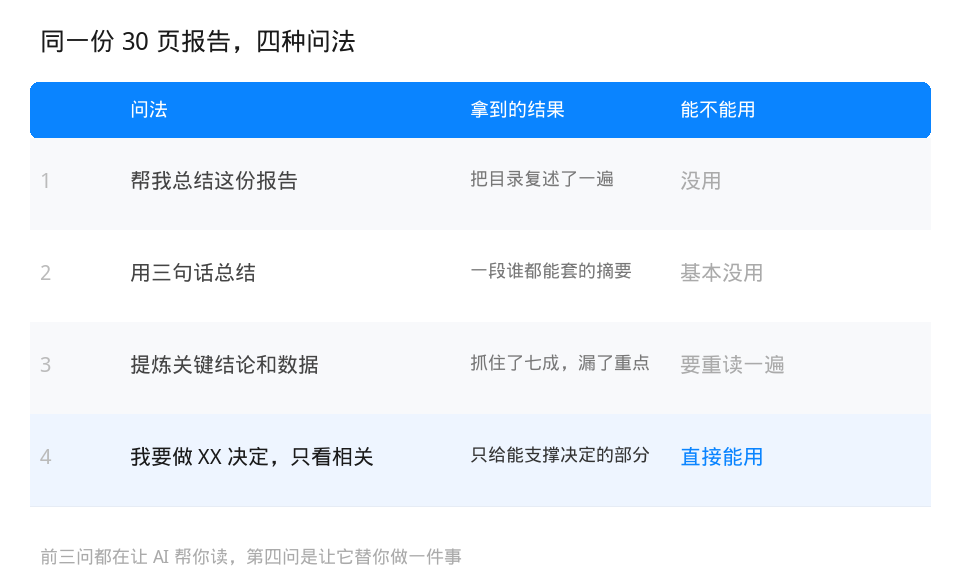 同一份 30 页报告，四种问法
问法 拿到的结果 能不能用
1 帮我总结这份报告 把目录复述了一遍 没用
2 用三句话总结 一段谁都能套的摘要 基本没用
3 提炼关键结论和数据 抓住了七成，漏了重点 要重读一遍
4 我要做 XX 决定，只看相关 只给能支撑决定的部分 直接能用
前三问都在让 AI 帮你读，第四问是让它替你做一件事